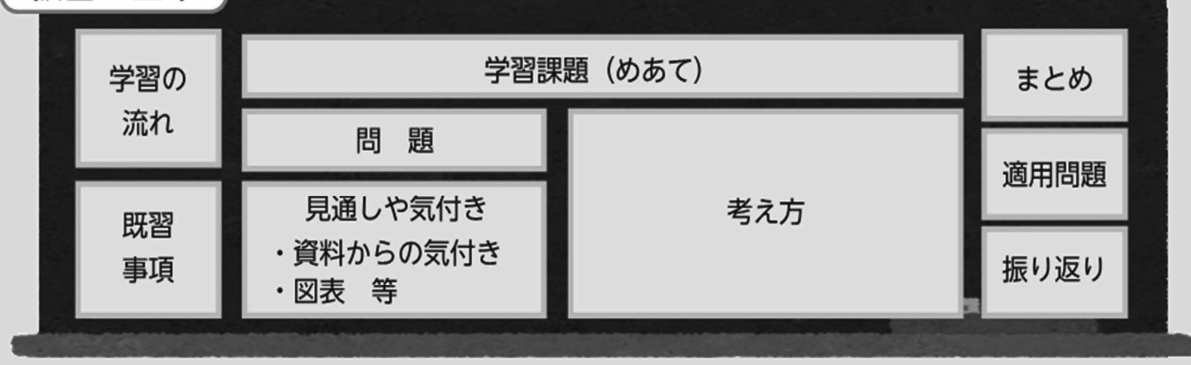 学習の
流れ
既習
事項
学習課題（めあて）
問　題
見通しや気付き
・資料からの気付き
・図表　等
考え方
まとめ
適用問題
振り返り